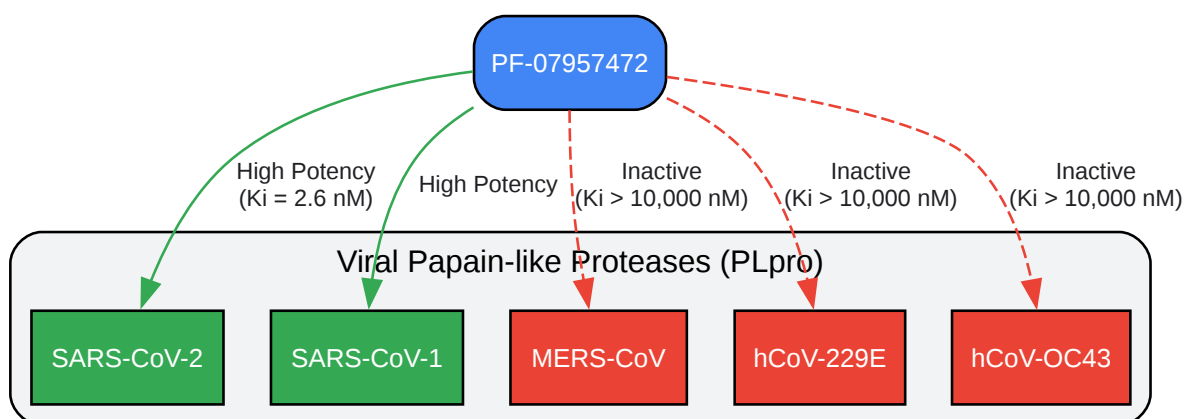 PF-07957472
High Potency
(Ki = 2.6 nM)
High Potency
Inactive
(Ki > 10,000 nM)
Inactive
(Ki > 10,000 nM)
Inactive
(Ki > 10,000 nM)
Viral Papain-like Proteases (PLpro)
SARS-CoV-2
SARS-CoV-1
MERS-CoV
hCoV-229E
hCoV-OC43